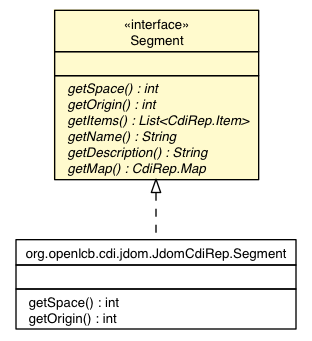 «interface»
Segment
getSpace() : int
getOrigin() : int
getItems() : List<CdiRep.Item>
getName() : String
getDescription() : String
getMap() : CdiRep.Map
org.openlcb.cdi.jdom.JdomCdiRep.Segment
getSpace() : int
getOrigin() : int